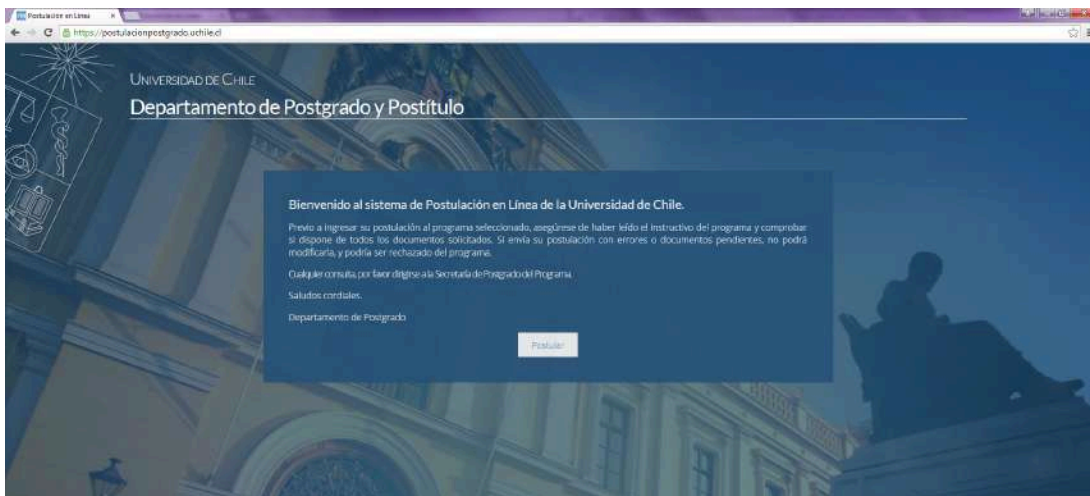 Postulación en Línea
https://postulacionpostgrado.uchile.cl
UNIVERSIDAD DE CHILE
Departamento de Postgrado y Postítulo
Bienvenido al sistema de Postulación en Línea de la Universidad de Chile.
Previo a ingresar su postulación al programa seleccionado, asegúrese de haber leído el instructivo del programa y comprobar
si dispone de todos los documentos solicitados. Si envía su postulación con errores o documentos pendientes, no podrá
modificarla, y podría ser rechazado del programa.
Cualquier consulta, por favor dirigirse a la Secretaría de Postgrado del Programa.
Saludos cordiales.
Departamento de Postgrado
Postular